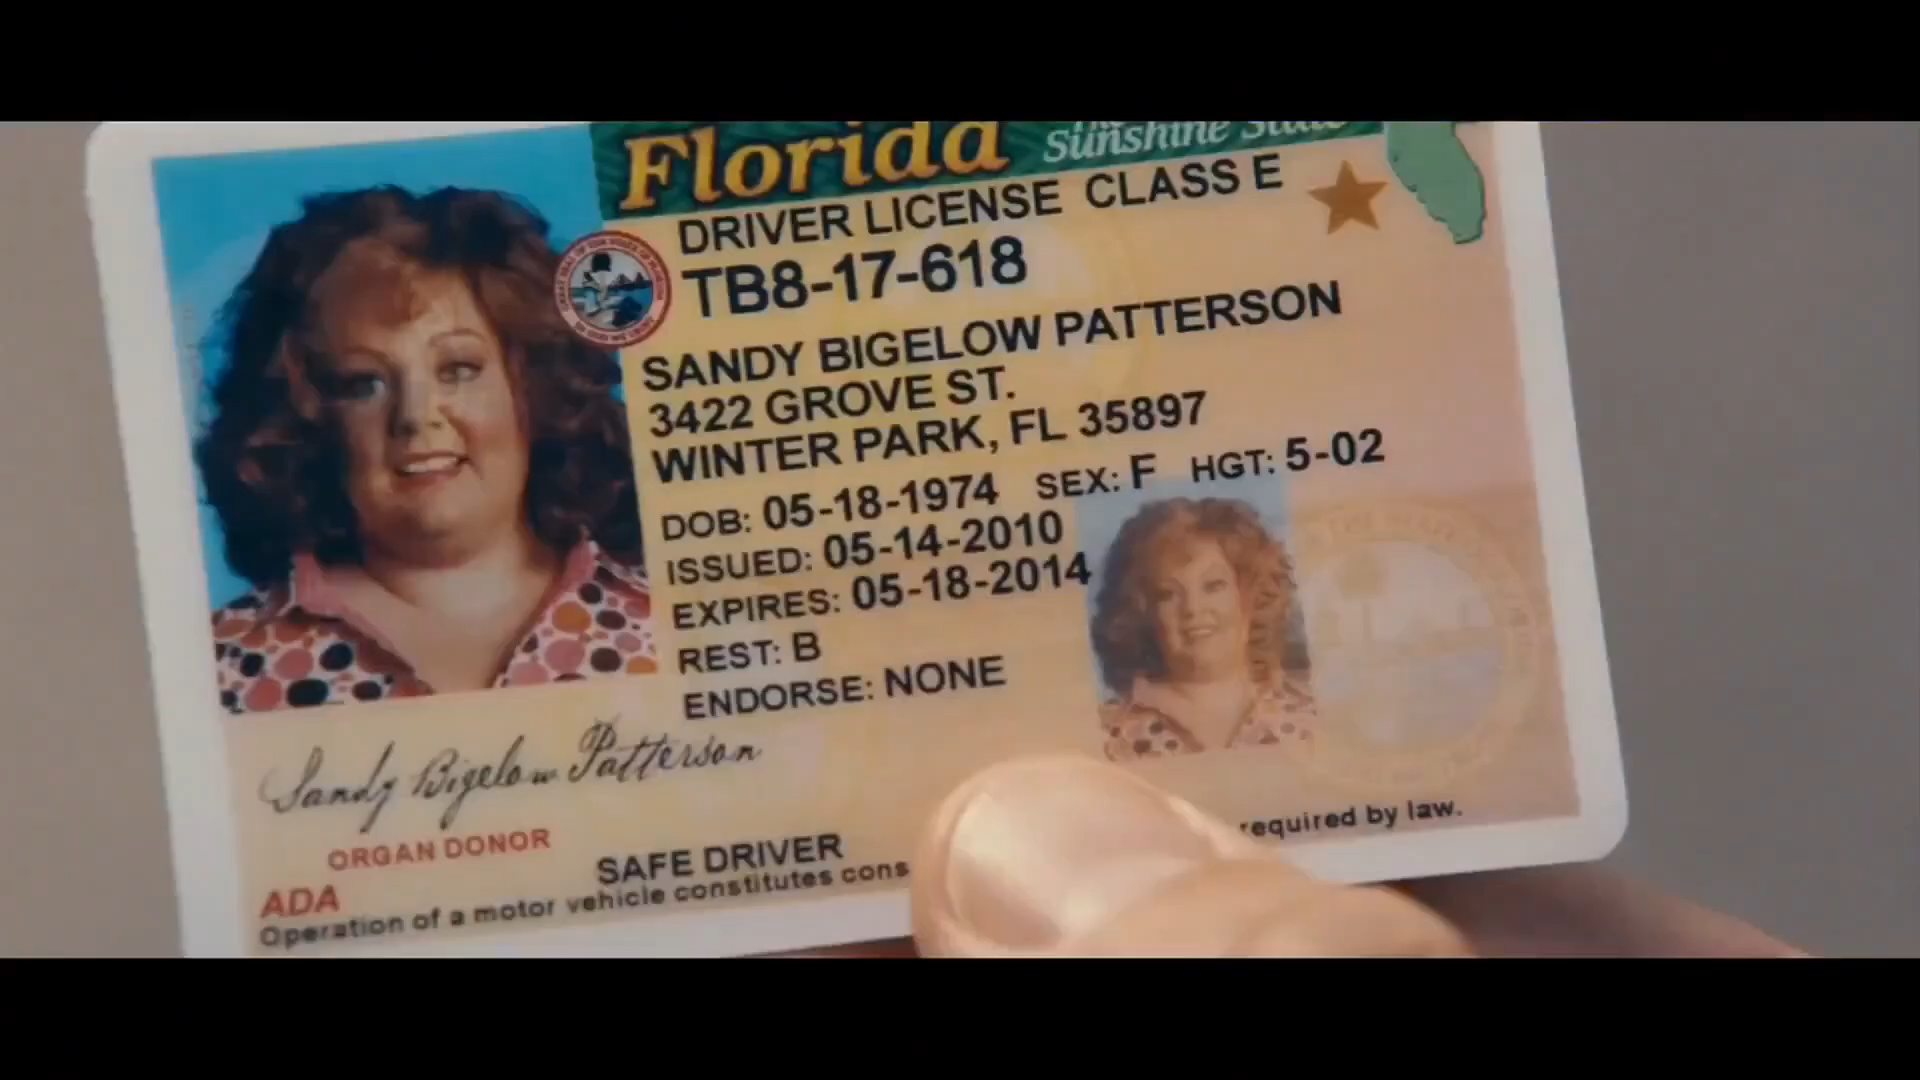 Florida
Sunshine State
DRIVER LICENSE CLASS E
TB8-17-618
SANDY BIGELOW PATTERSON
3422 GROVE ST.
WINTER PARK, FL 35897
DOB: 05-18-1974 SEX: F HGT: 5-02
ISSUED: 05-14-2010
EXPIRES: 05-18-2014
REST: B
ENDORSE: NONE
Sandy Bigelow Patterson
ORGAN DONOR
SAFE DRIVER
ADA
Operation of a motor vehicle constitutes cons required by law.